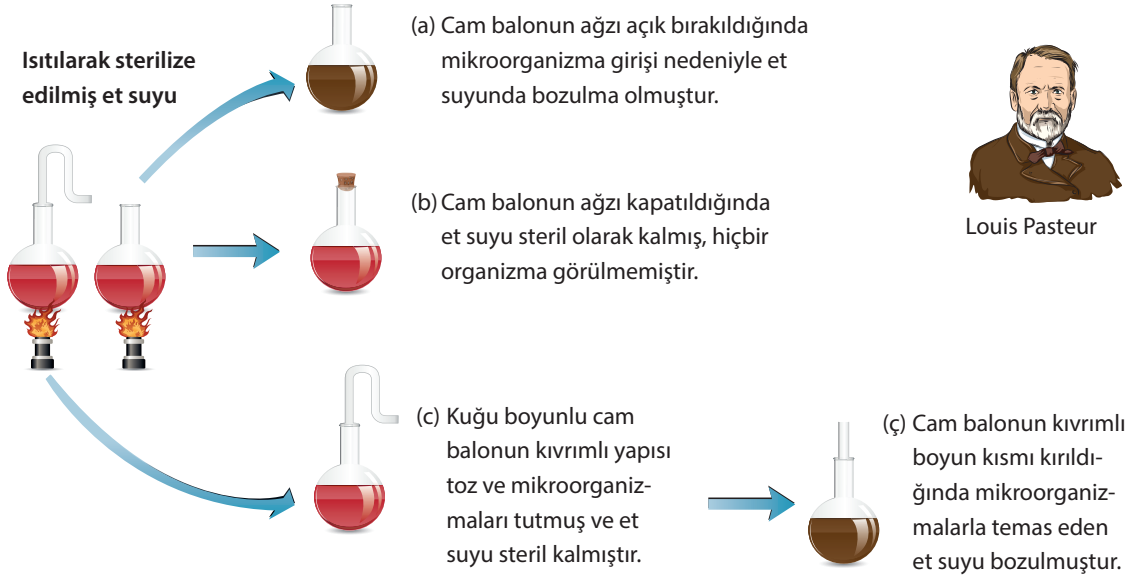 Isıtılarak sterilize
edilmiş et suyu
(a) Cam balonun ağzı açık bırakıldığında
mikroorganizma girişi nedeniyle et
suyunda bozulma olmuştur.
(b) Cam balonun ağzı kapatıldığında
et suyu steril olarak kalmış, hiçbir
organizma görülmemiştir.
Louis Pasteur
(c) Kuğu boyunlu cam
balonun kıvrımlı yapısı
toz ve mikroorganiz-
maları tutmuş ve et
suyu steril kalmıştır.
(ç) Cam balonun kıvrımlı
boyun kısmı kırıldı-
ğında mikroorganiz-
malarla temas eden
et suyu bozulmuştur.